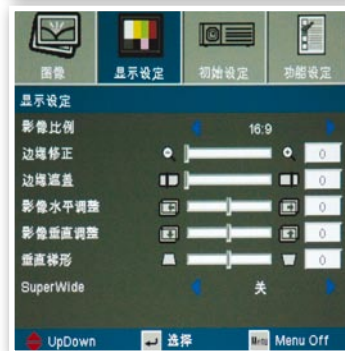 图像 显示设定 初始设定 功能设定
显示设定
影像比例 16:9
边缘修正 0
边缘遮盖 0
影像水平调整 0
影像垂直调整 0
垂直梯形 0
SuperWide 关
UpDown 选择 Menu Menu Off